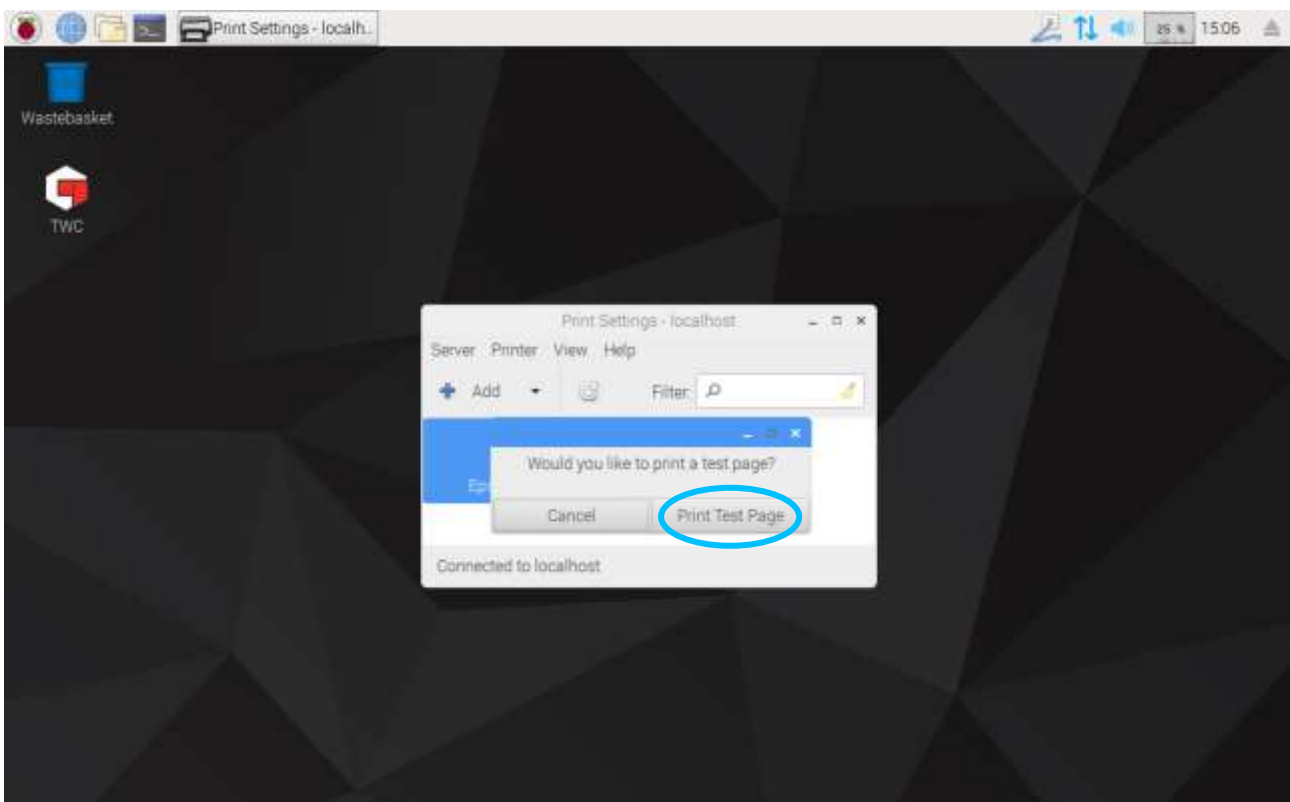 Print Settings - localh..
25 %
15:06
Wastebasket
TWC
Print Settings - localhost
Server Printer View Help
Add Filter:
Would you like to print a test page?
Ep
Cancel Print Test Page
Connected to localhost